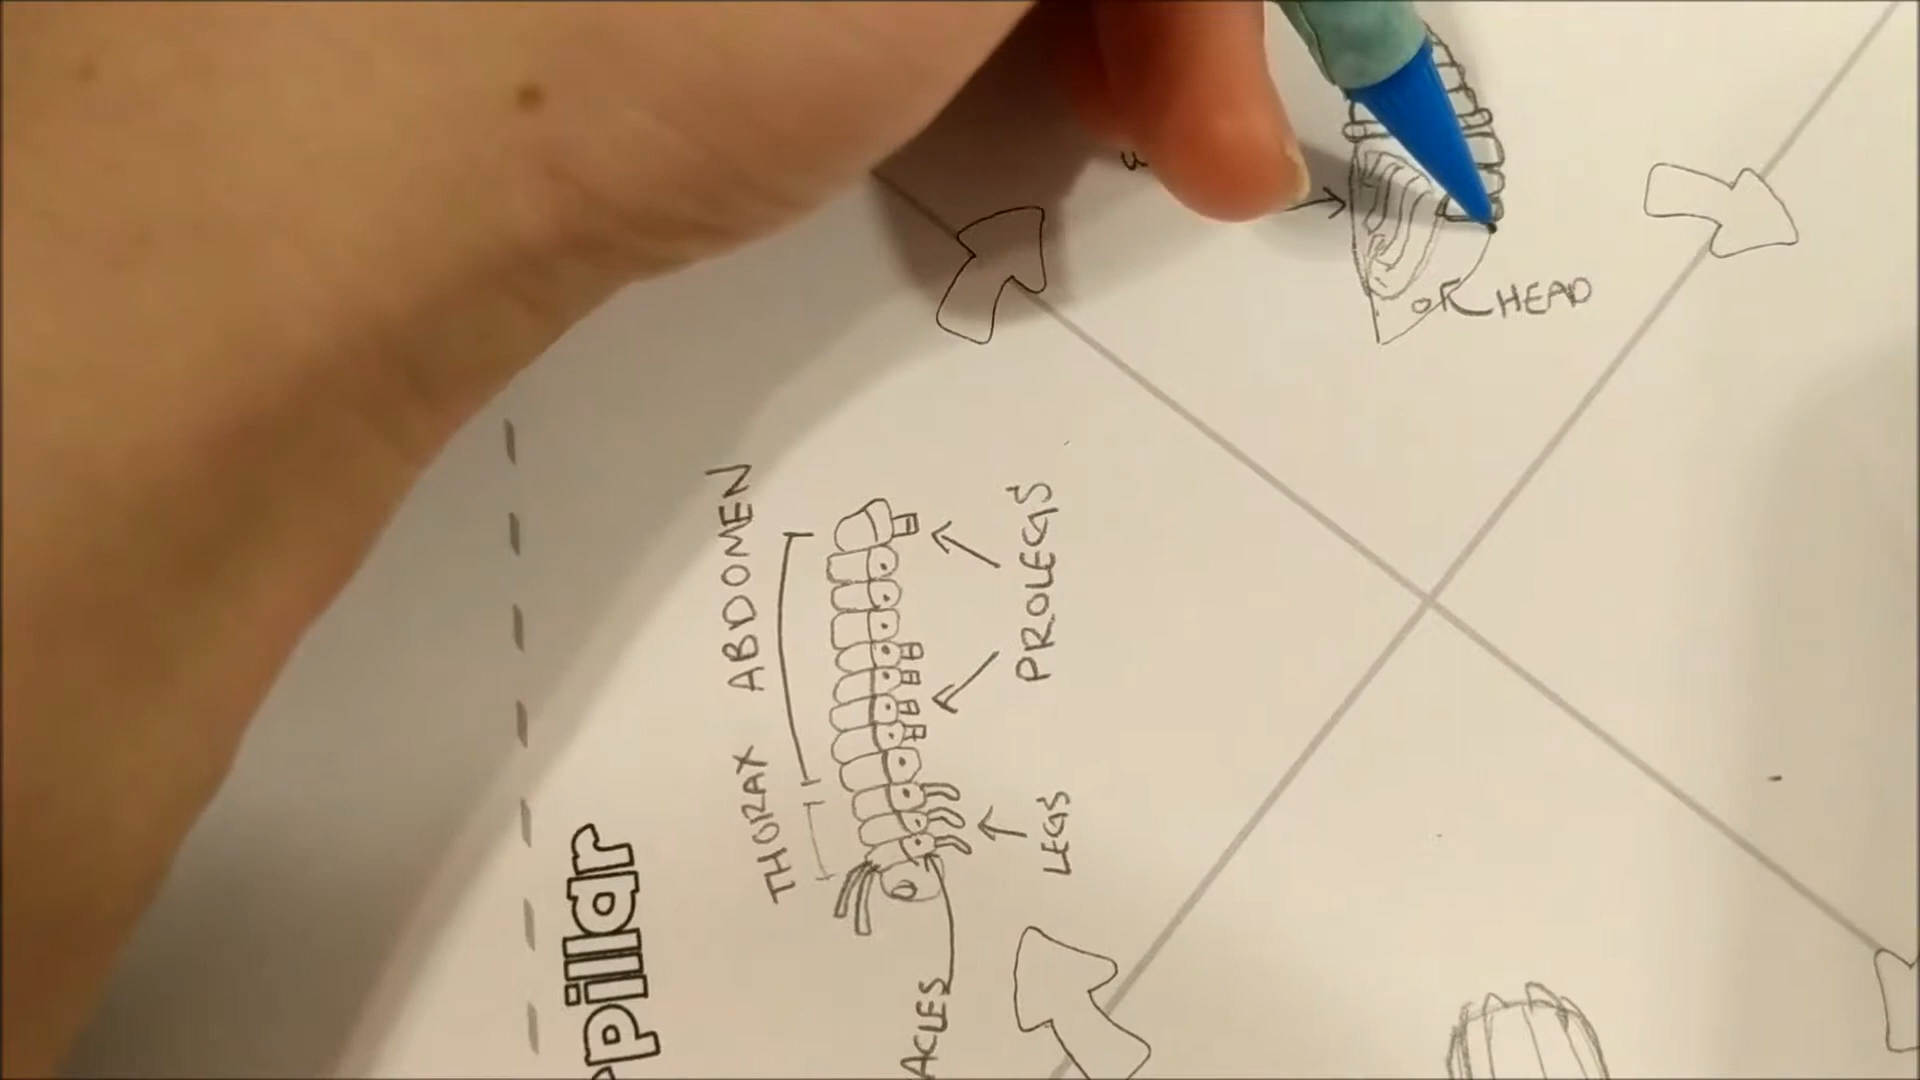 ABDOMEN
THORAX
PROLEGS
LEGS
ACLES
pillar
OR HEAD